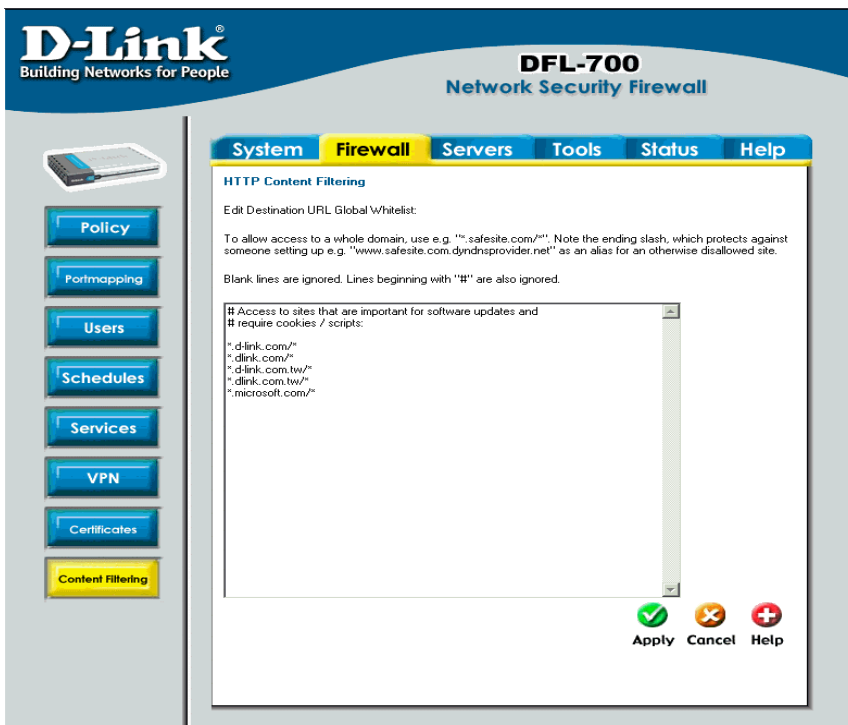 D-Link®
Building Networks for People
DFL-700
Network Security Firewall
System Firewall Servers Tools Status Help
Policy
Portmapping
Users
Schedules
Services
VPN
Certificates
Content Filtering
HTTP Content Filtering
Edit Destination URL Global Whitelist:
To allow access to a whole domain, use e.g. "*.safesite.com/*". Note the ending slash, which protects against
someone setting up e.g. "www.safesite.com.dyndnsprovider.net" as an alias for an otherwise disallowed site.
Blank lines are ignored. Lines beginning with "#" are also ignored.
# Access to sites that are important for software updates and
# require cookies / scripts:
*.d-link.com/*
*.dlink.com/*
*.d-link.com.tw/*
*.dlink.com.tw/*
*.microsoft.com/*
Apply Cancel Help